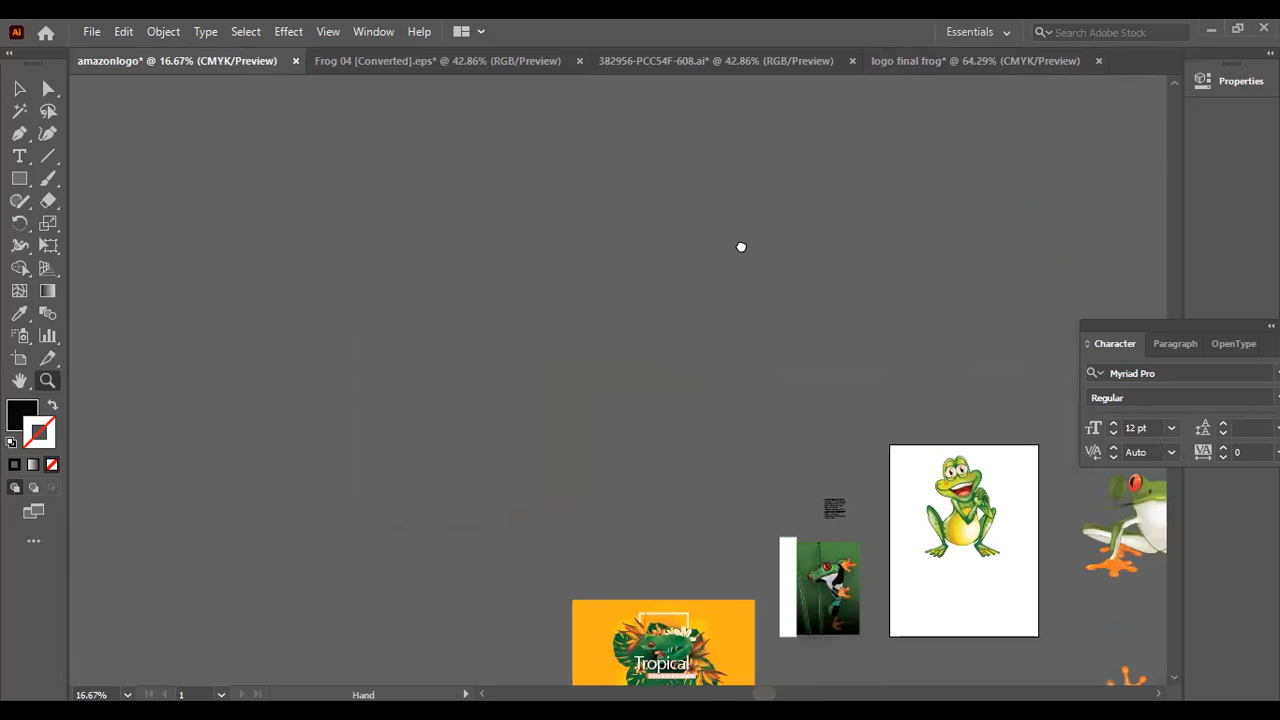 Ai File Edit Object Type Select Effect View Window Help Essentials Search Adobe Stock
amazonlogo* @ 16.67% (CMYK/Preview) Frog 04 [Converted].eps* @ 42.86% (RGB/Preview) 382956-PCC54F-608.ai* @ 42.86% (RGB/Preview) logo final frog* @ 64.29% (CMYK/Preview)
Properties
Character Paragraph OpenType
Myriad Pro
Regular
12 pt
Auto 0
Tropical
16.67% 1 Hand